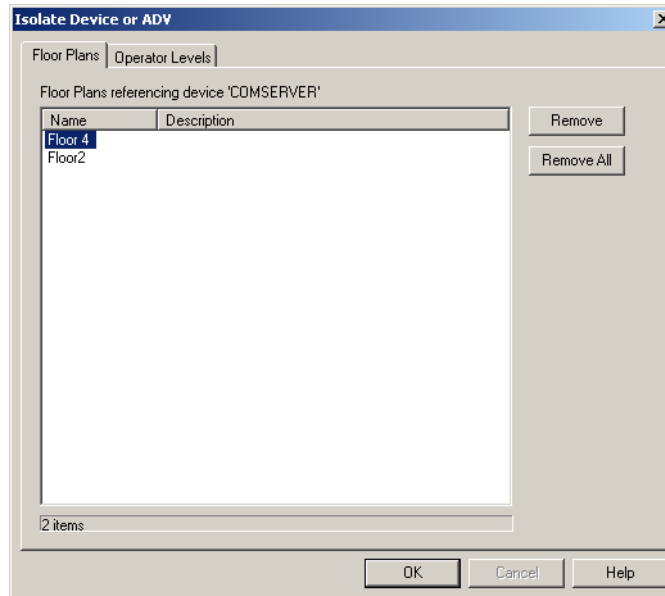 Isolate Device or ADV
Floor Plans Operator Levels
Floor Plans referencing device 'COMSERVER'
Name Description
Floor 4
Floor2
Remove
Remove All
2 items
OK Cancel Help